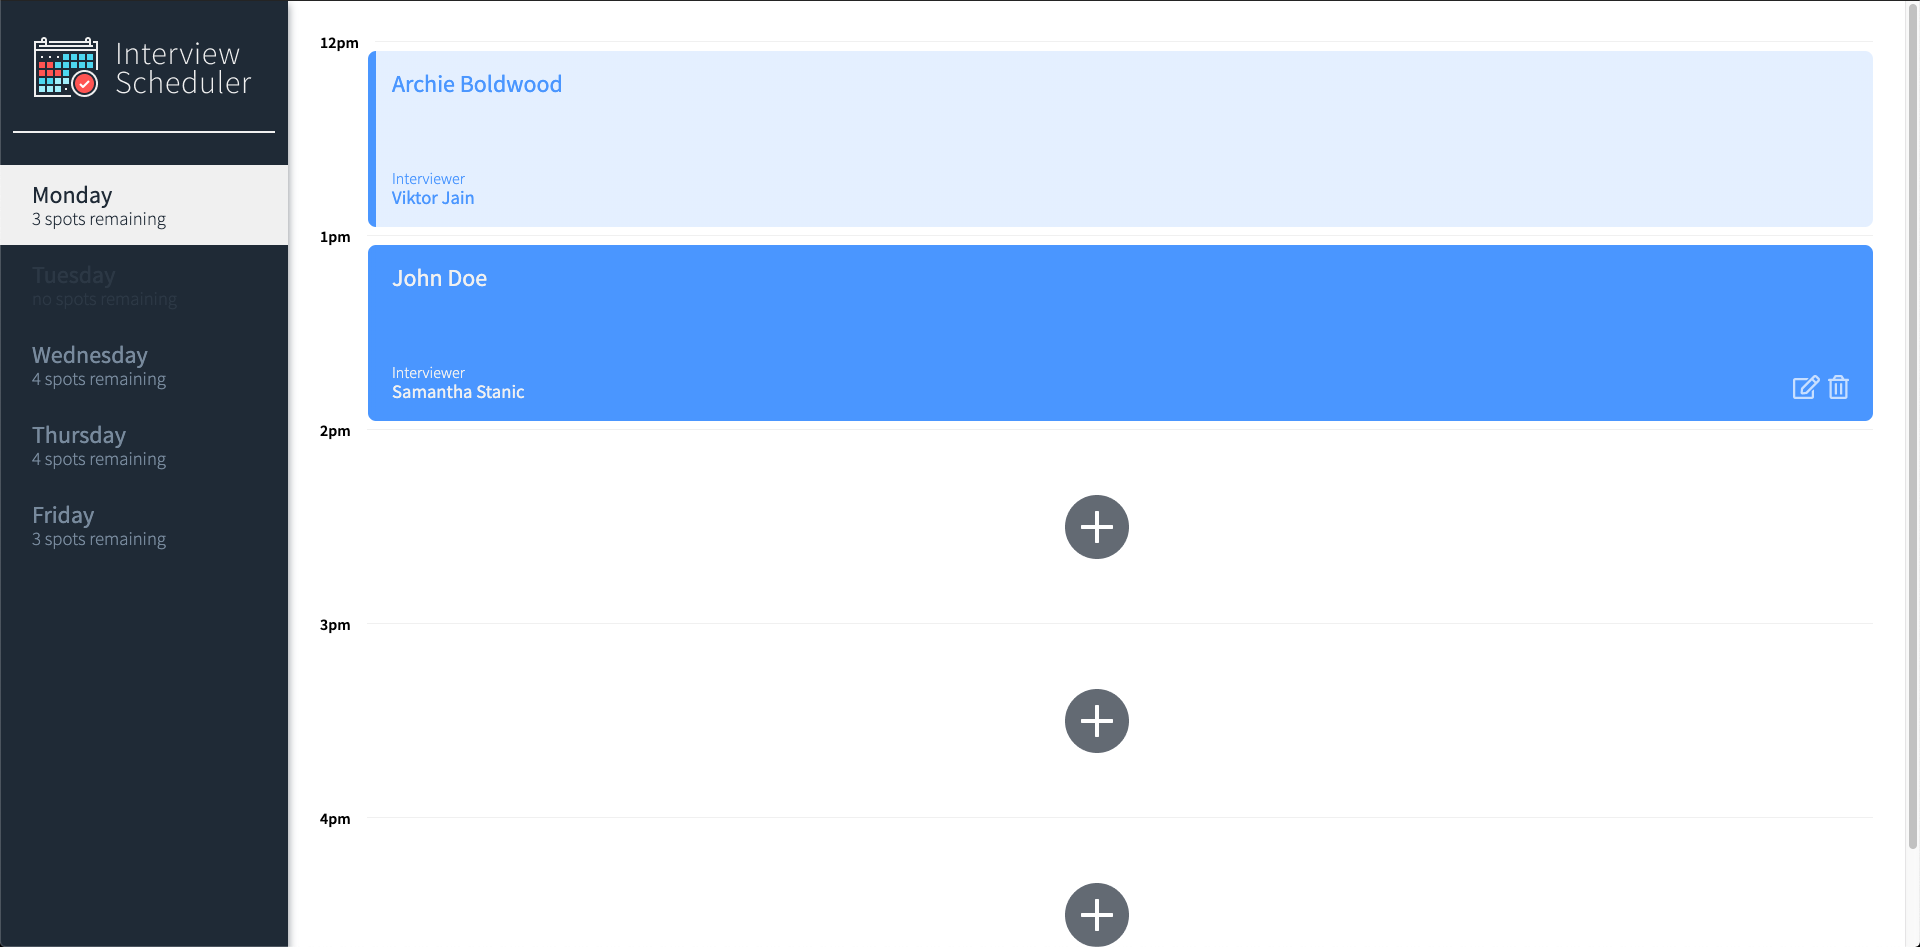 Interview
Scheduler
Monday
3 spots remaining
Tuesday
no spots remaining
Wednesday
4 spots remaining
Thursday
4 spots remaining
Friday
3 spots remaining
12pm
Archie Boldwood
Interviewer
Viktor Jain
1pm
John Doe
Interviewer
Samantha Stanic
2pm
3pm
4pm